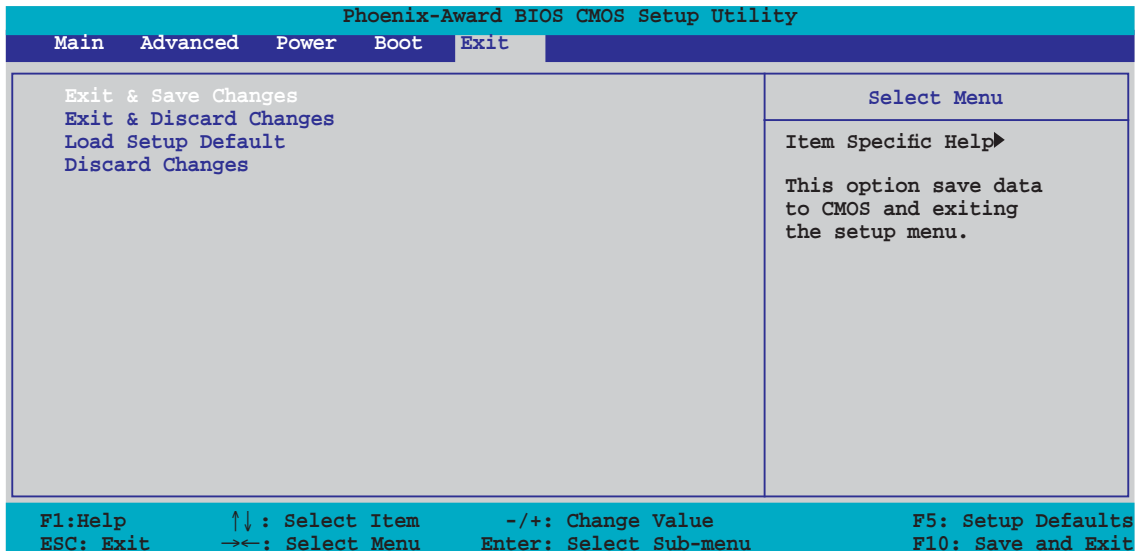 Phoenix-Award BIOS CMOS Setup Utility
Main Advanced Power Boot Exit
Exit & Save Changes
Exit & Discard Changes
Load Setup Default
Discard Changes
Select Menu
Item Specific Help▶
This option save data
to CMOS and exiting
the setup menu.
F1:Help ↑↓: Select Item -/+: Change Value F5: Setup Defaults
ESC: Exit →←: Select Menu Enter: Select Sub-menu F10: Save and Exit